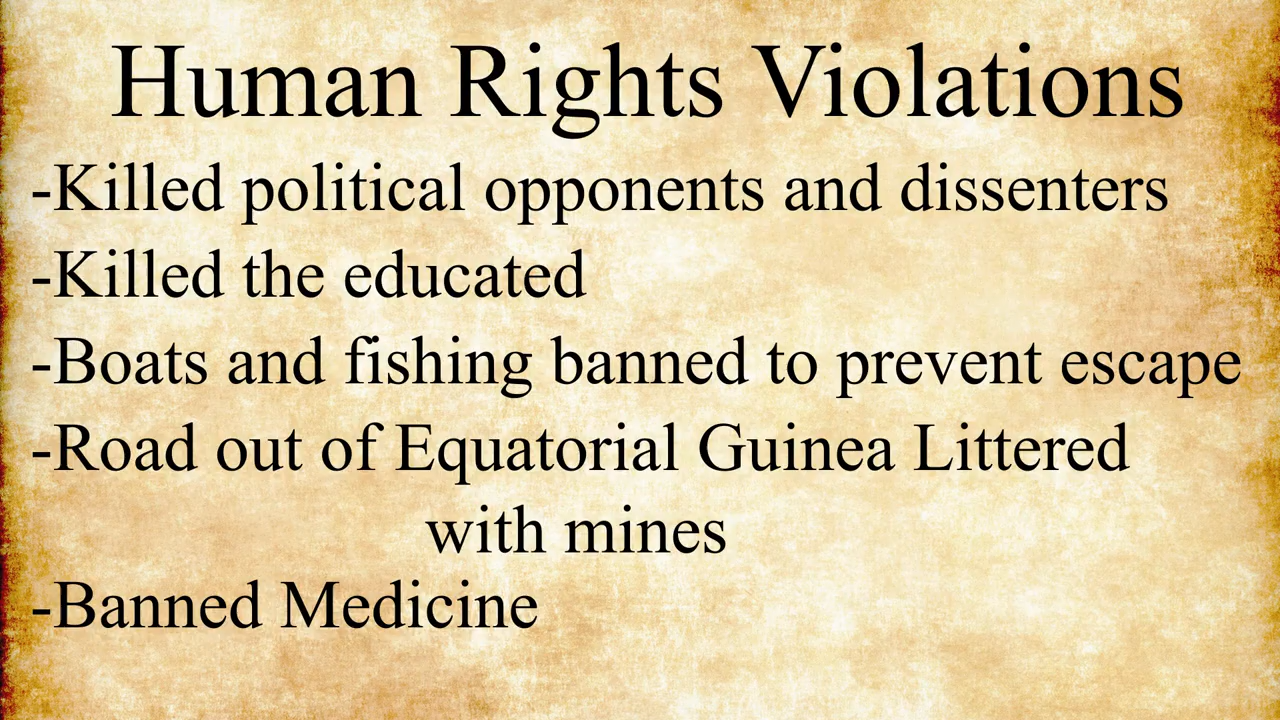 Human Rights Violations
-Killed political opponents and dissenters
-Killed the educated
-Boats and fishing banned to prevent escape
-Road out of Equatorial Guinea Littered
with mines
-Banned Medicine